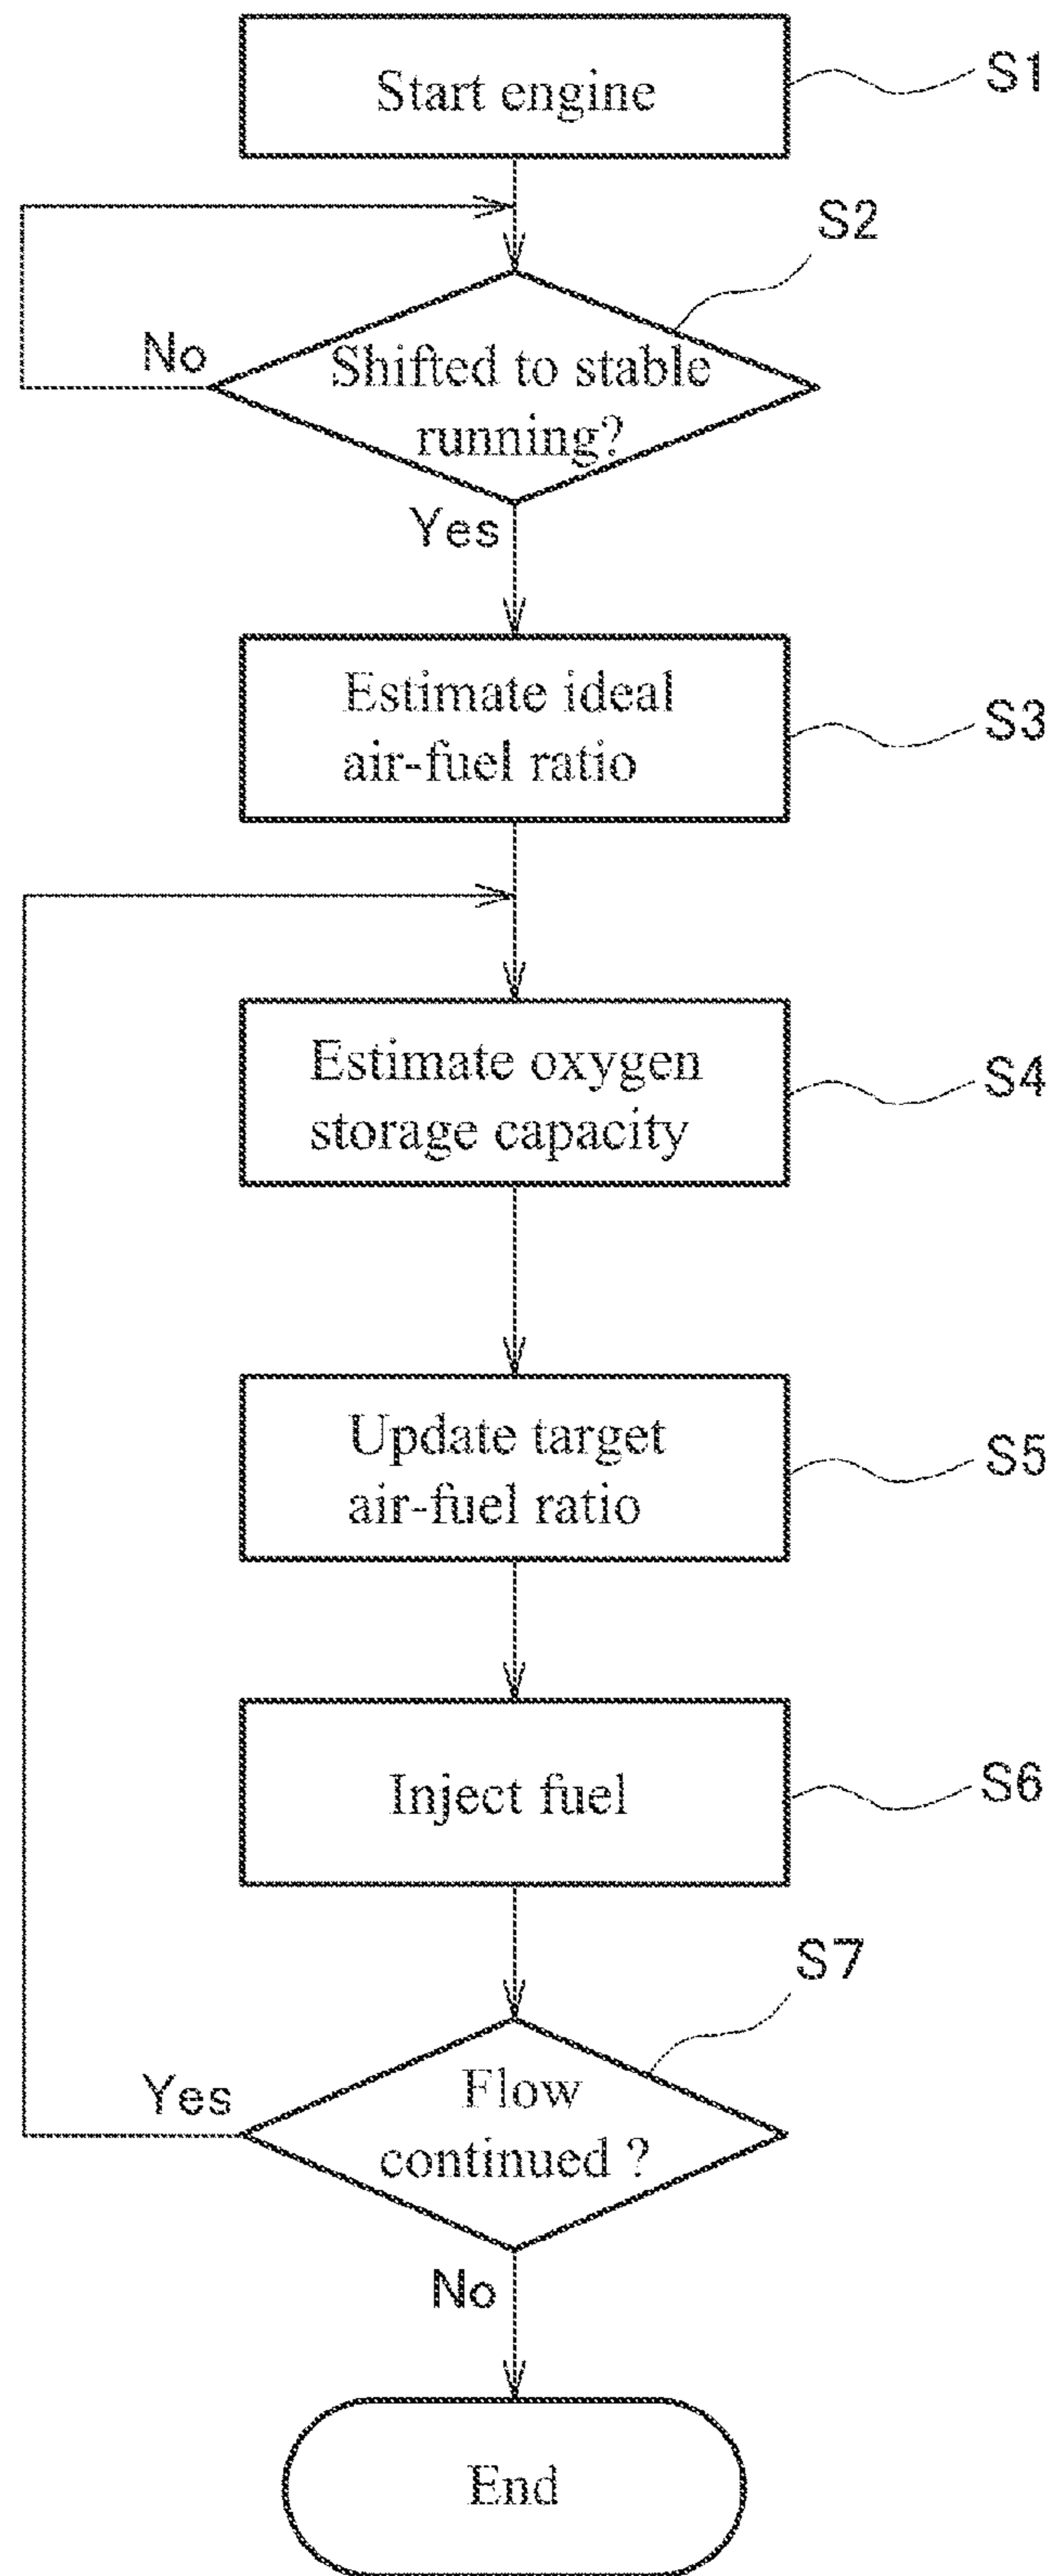 Start engine
S1
S2
No
Shifted to stable
running?
Yes
Estimate ideal
air-fuel ratio
S3
Estimate oxygen
storage capacity
S4
Update target
air-fuel ratio
S5
Inject fuel
S6
S7
Yes
Flow
continued ?
No
End